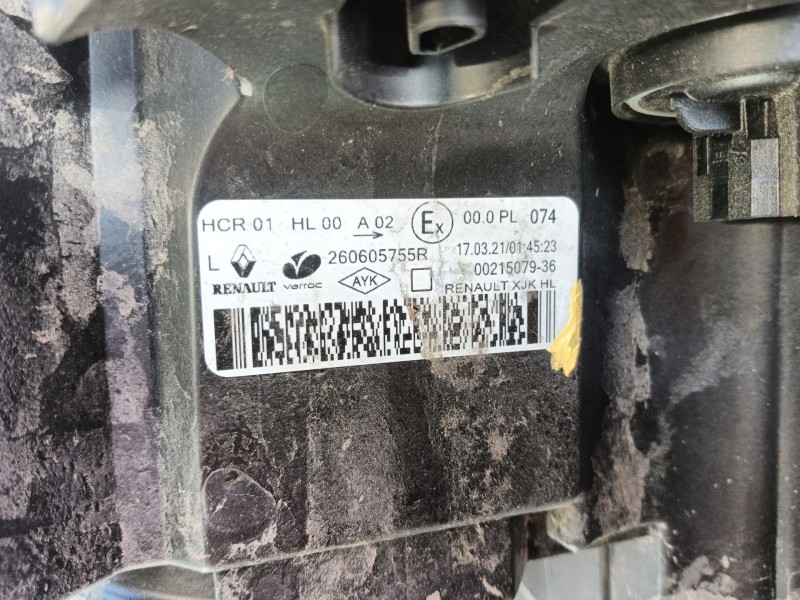 HCR 01 HL 00 A 02 Ex 00.0 PL 074
L 260605755R 17.03.21/01:45:23
RENAULT varroc AYK 00215079-36
RENAULT XJK HL